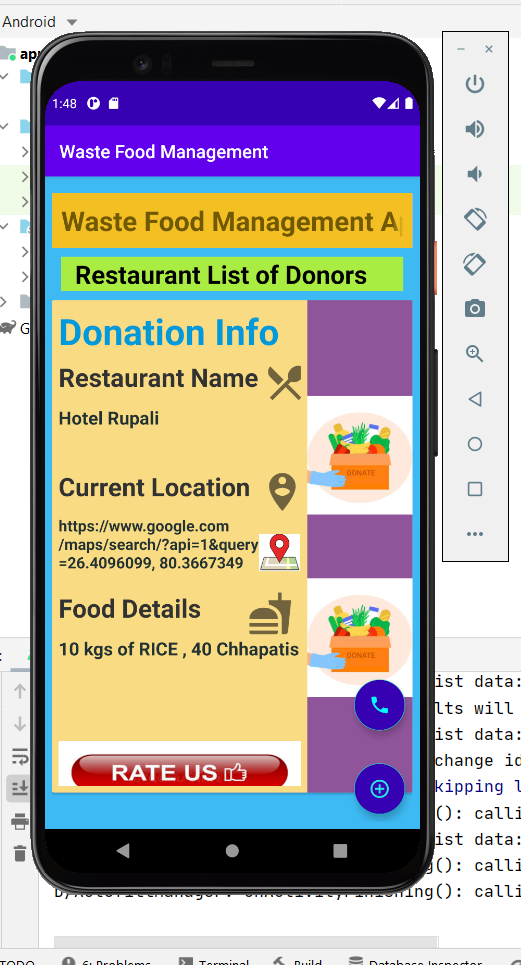 Android
app
1:48
Waste Food Management
Waste Food Management A
Restaurant List of Donors
Donation Info
Restaurant Name
Hotel Rupali
DONATE
Current Location
https://www.google.com
/maps/search/?api=1&query
=26.4096099, 80.3667349
Food Details
DONATE
10 kgs of RICE , 40 Chhapatis
RATE US
ist data:
lts will
ist data:
change id
kipping l
(): calli
ist data:
(): calli
(): calli
TODO
6: Problems
Terminal
Build
Database Inspector